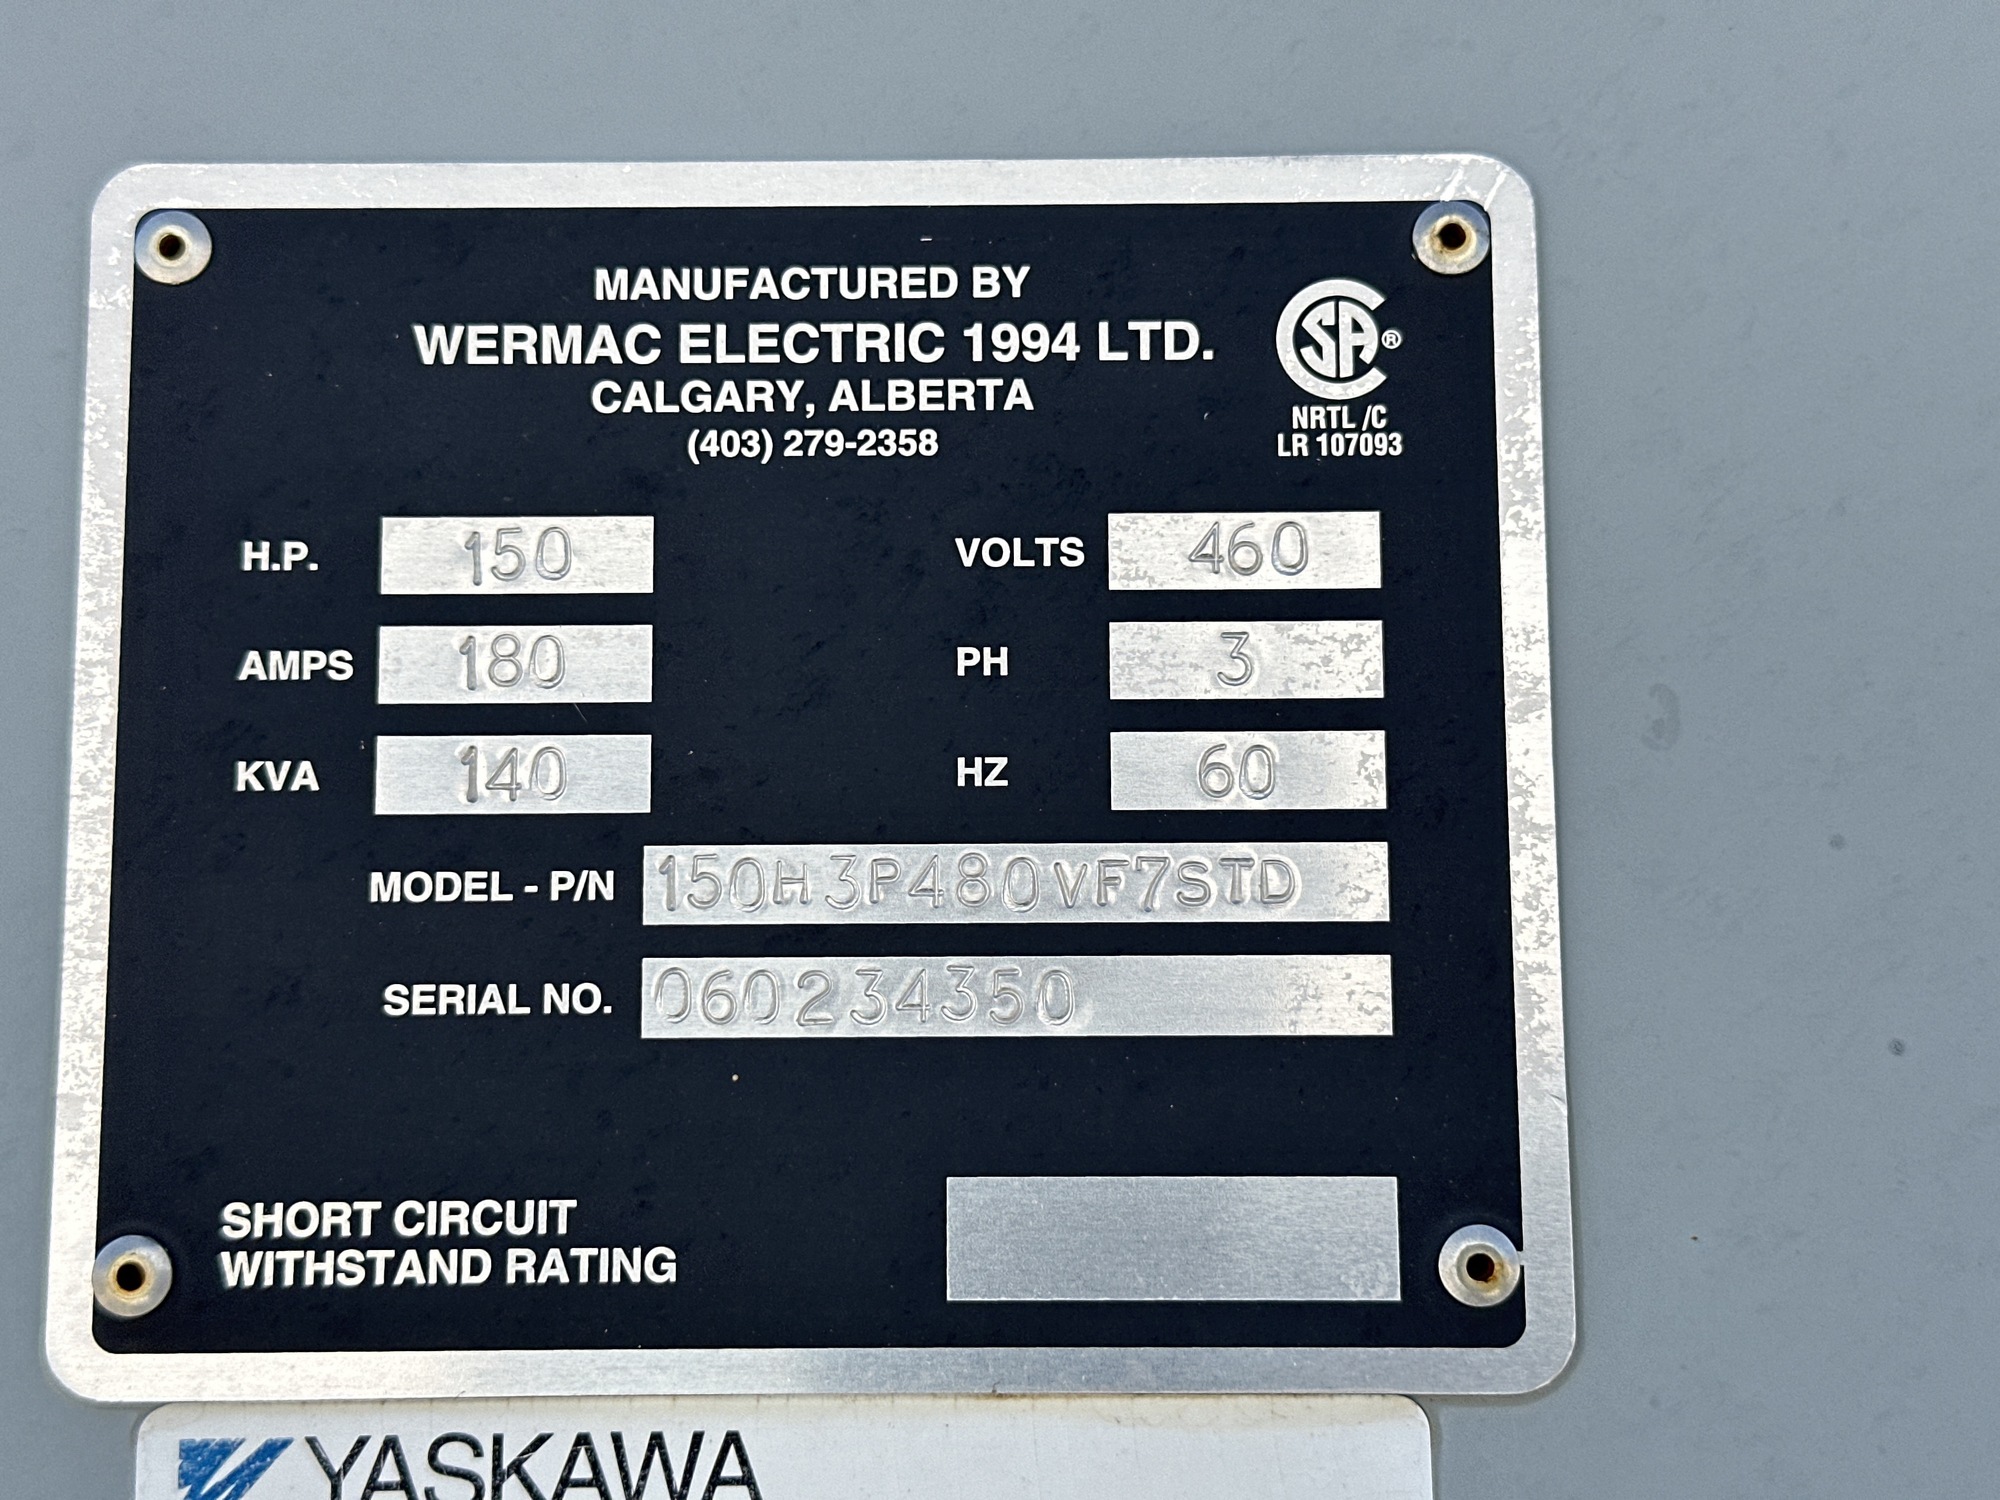 MANUFACTURED BY
WERMAC ELECTRIC 1994 LTD.
CALGARY, ALBERTA
(403) 279-2358
CSA®
NRTL /C
LR 107093
H.P. 150 VOLTS 460
AMPS 180 PH 3
KVA 140 HZ 60
MODEL - P/N 150H3P480VF7STD
SERIAL NO. 060234350
SHORT CIRCUIT
WITHSTAND RATING
YASKAWA